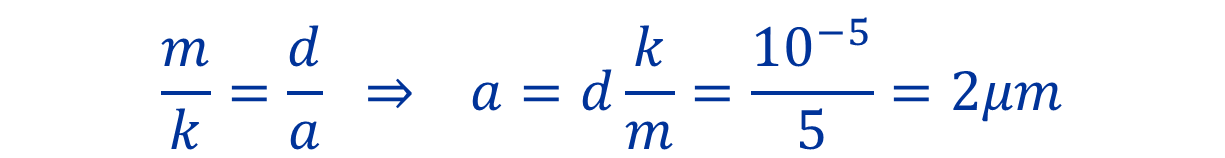 m/k = d/a ⇒ a = d k/m = 10⁻⁵/5 = 2μm